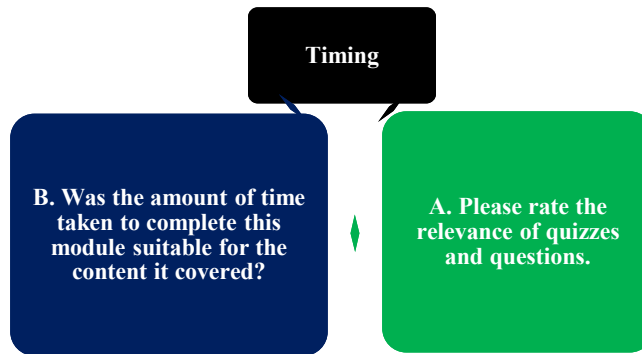 Timing
B. Was the amount of time
taken to complete this
module suitable for the
content it covered?
A. Please rate the
relevance of quizzes
and questions.